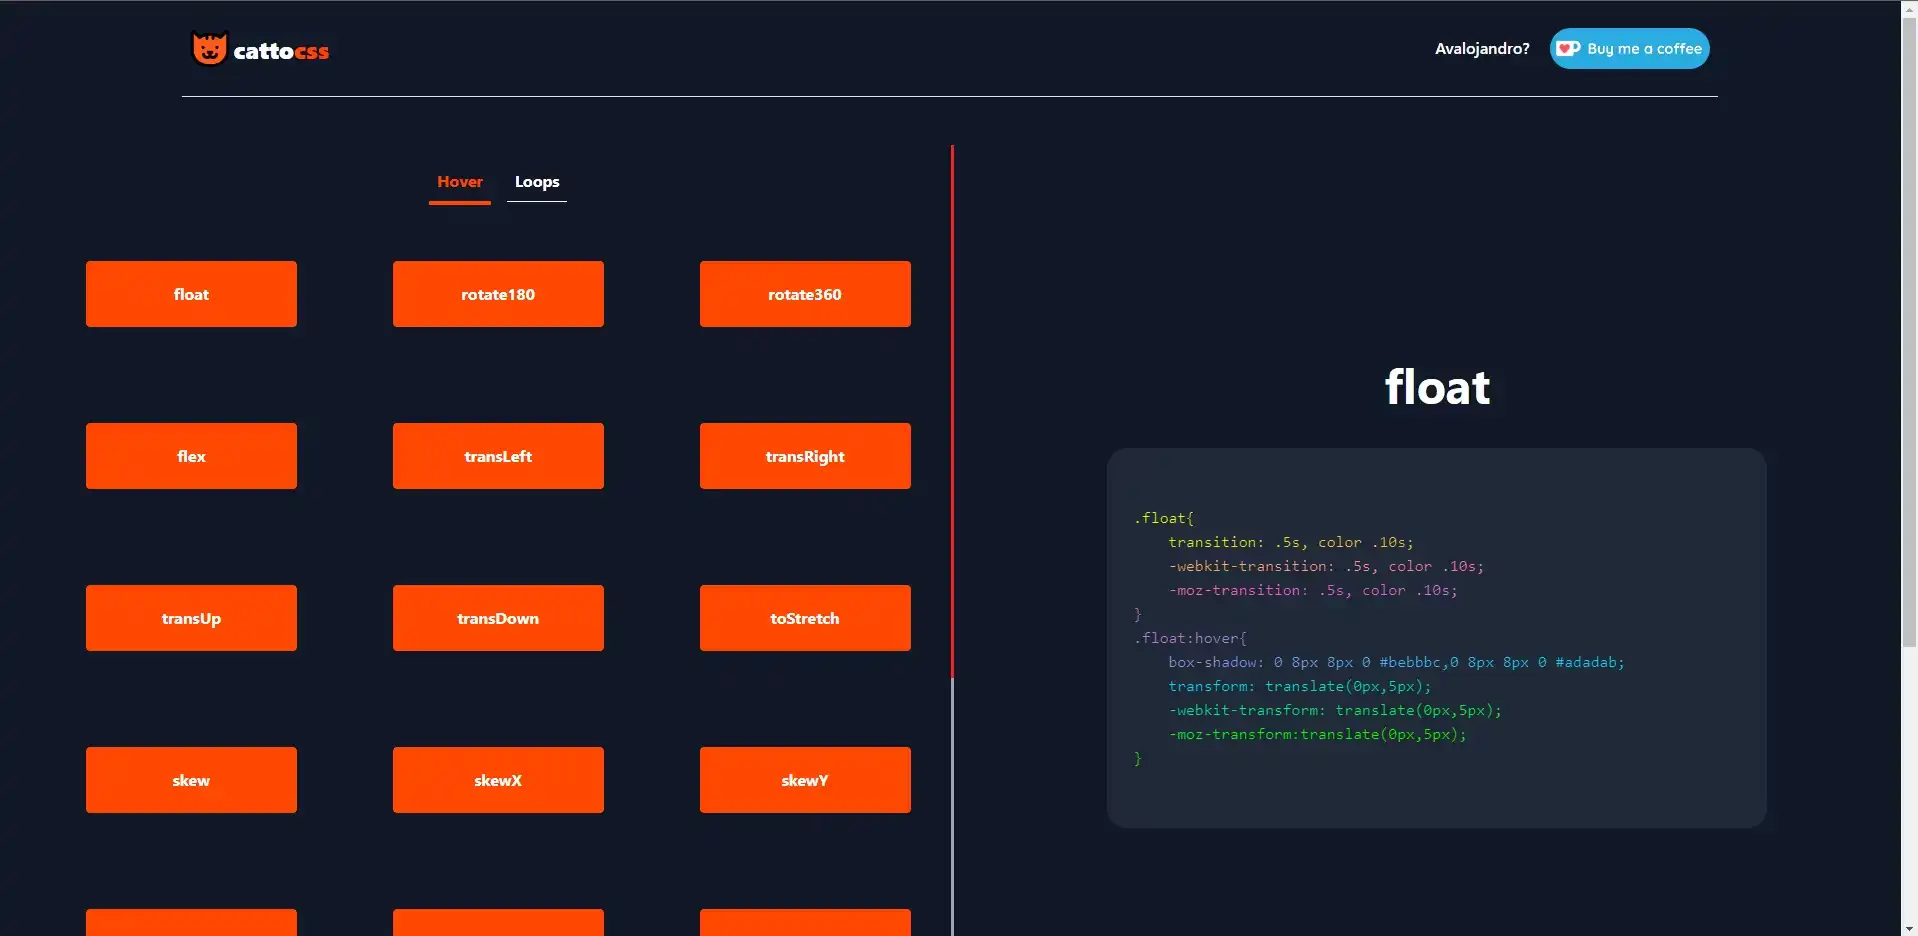 cattocss
Avalojandro?
Buy me a coffee
Hover
Loops
float
rotate180
rotate360
flex
transLeft
transRight
transUp
transDown
toStretch
skew
skewX
skewY
float
.float{
    transition: .5s, color .10s;
    -webkit-transition: .5s, color .10s;
    -moz-transition: .5s, color .10s;
}
.float:hover{
    box-shadow: 0 8px 8px 0 #bebbbc,0 8px 8px 0 #adadab;
    transform: translate(0px,5px);
    -webkit-transform: translate(0px,5px);
    -moz-transform:translate(0px,5px);
}